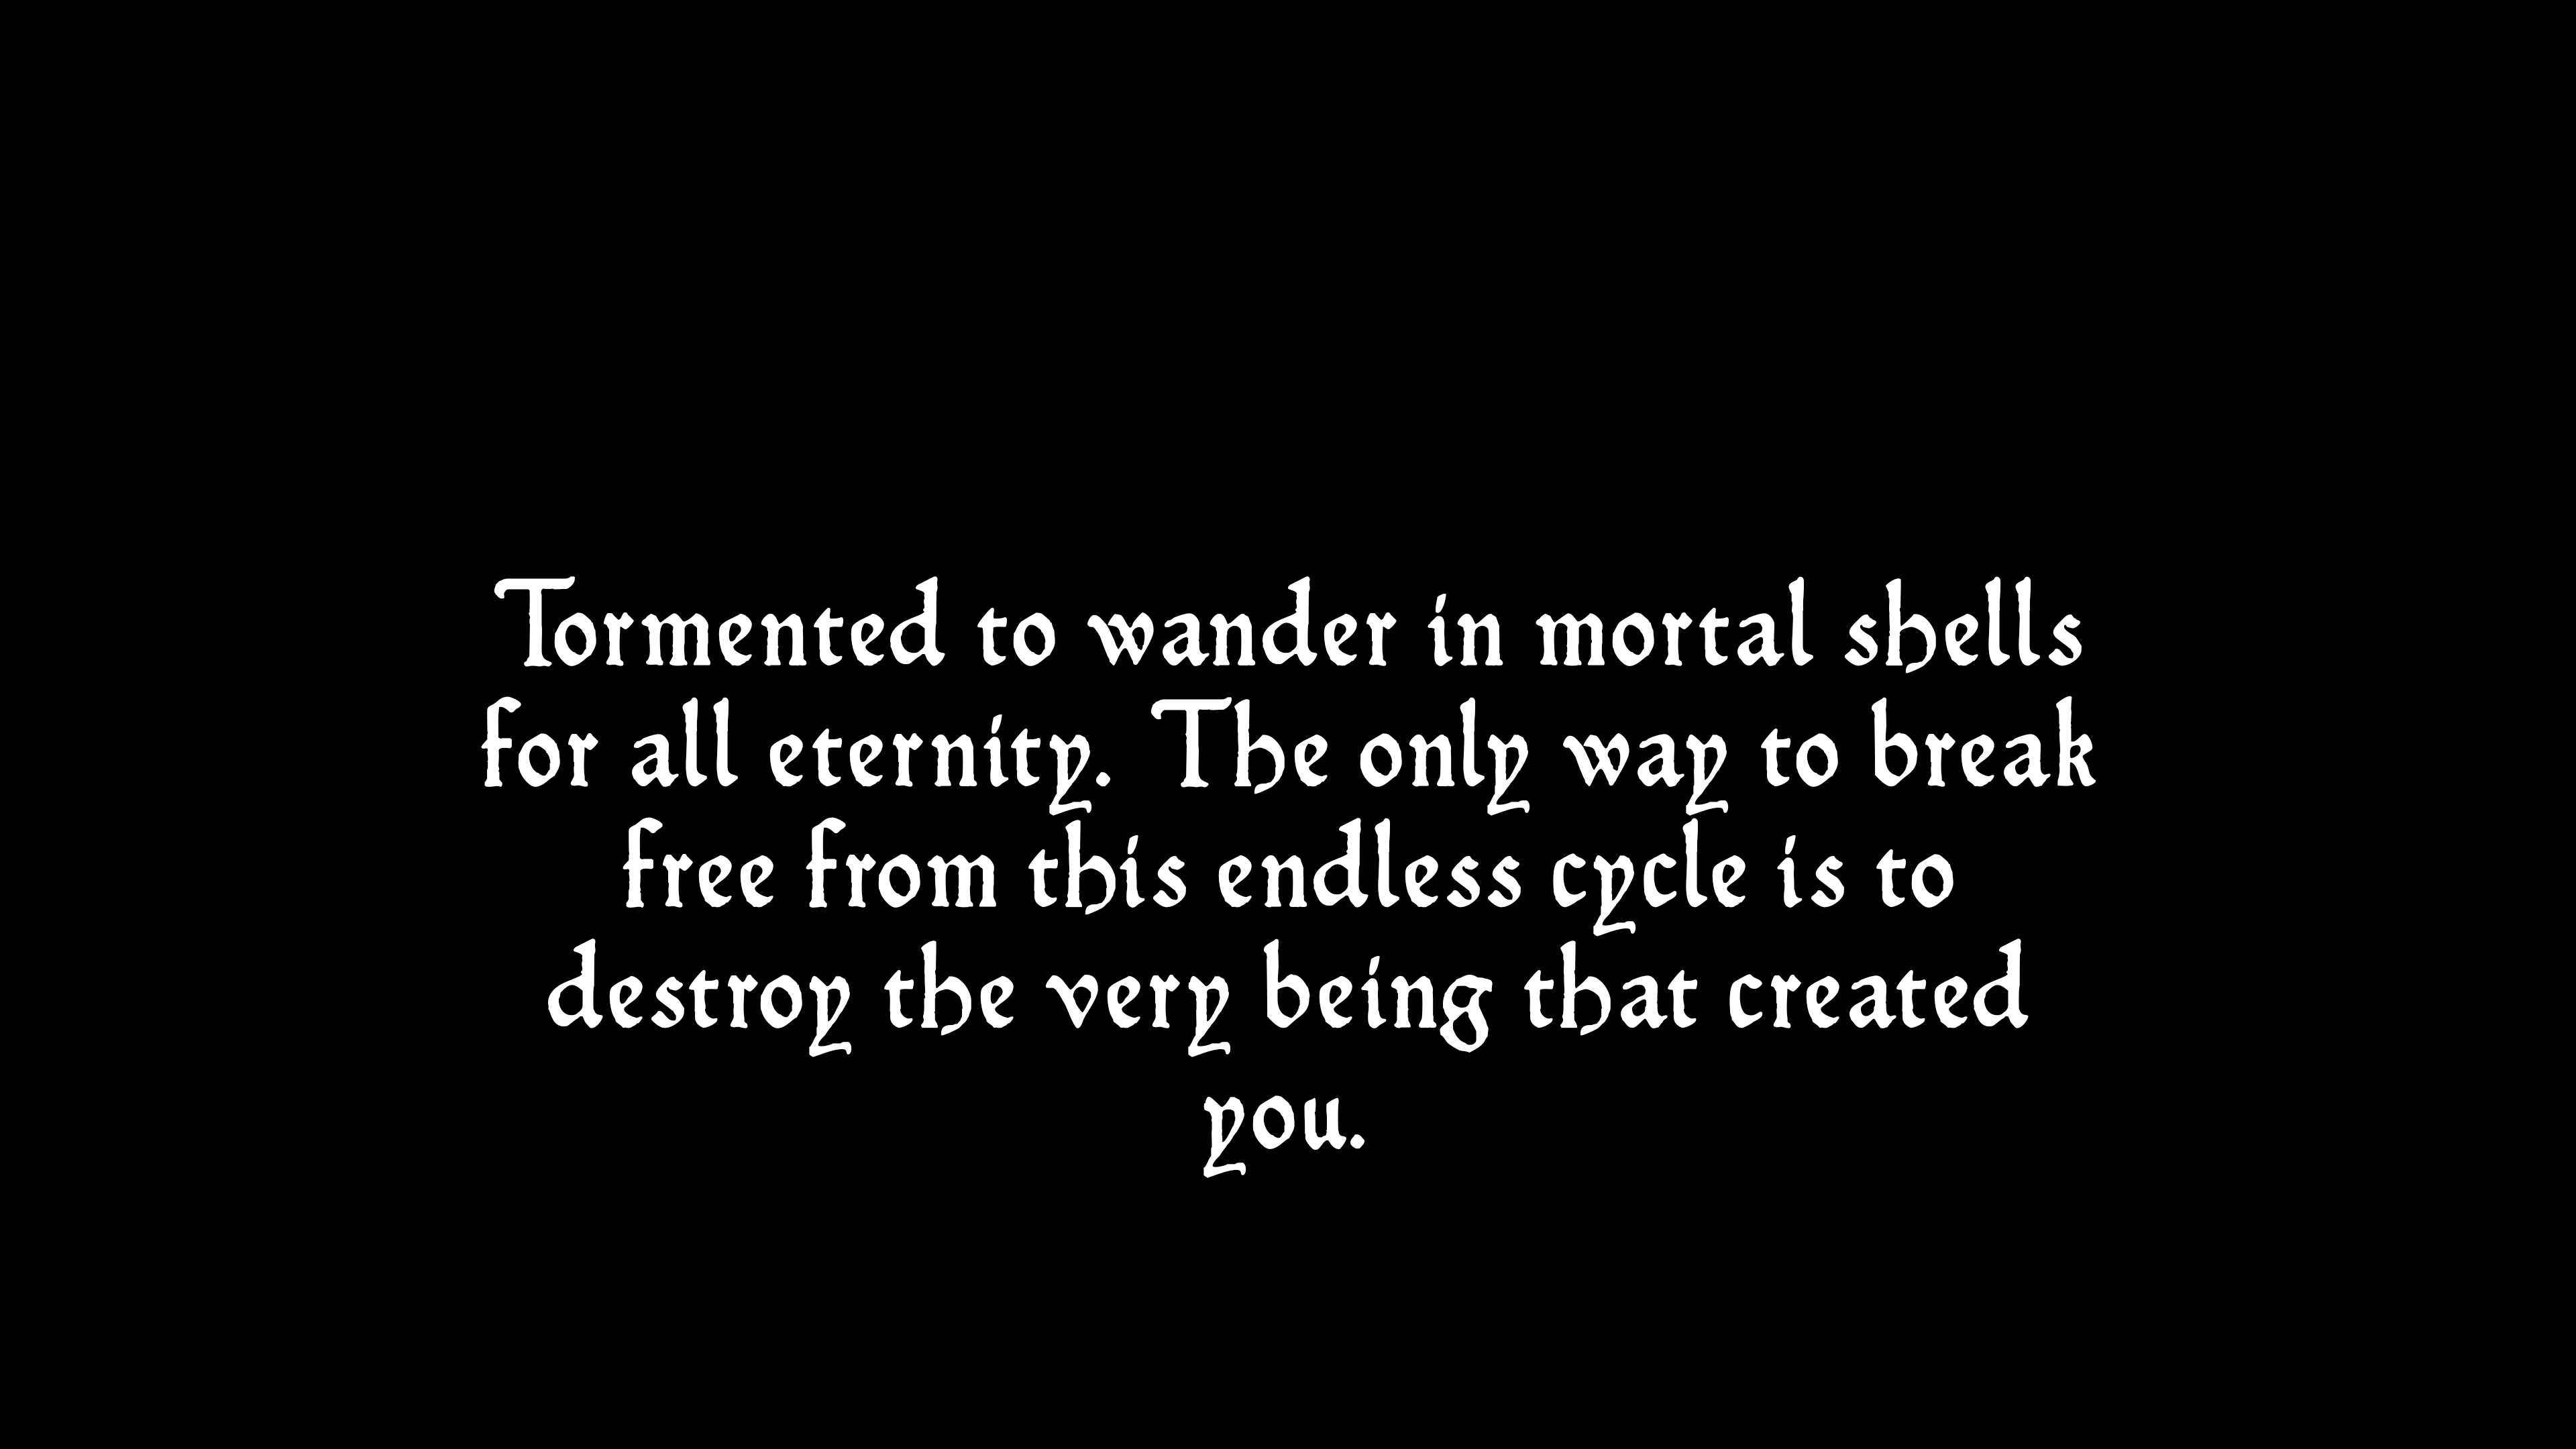 Tormented to wander in mortal shells
for all eternity. The only way to break
free from this endless cycle is to
destroy the very being that created
you.